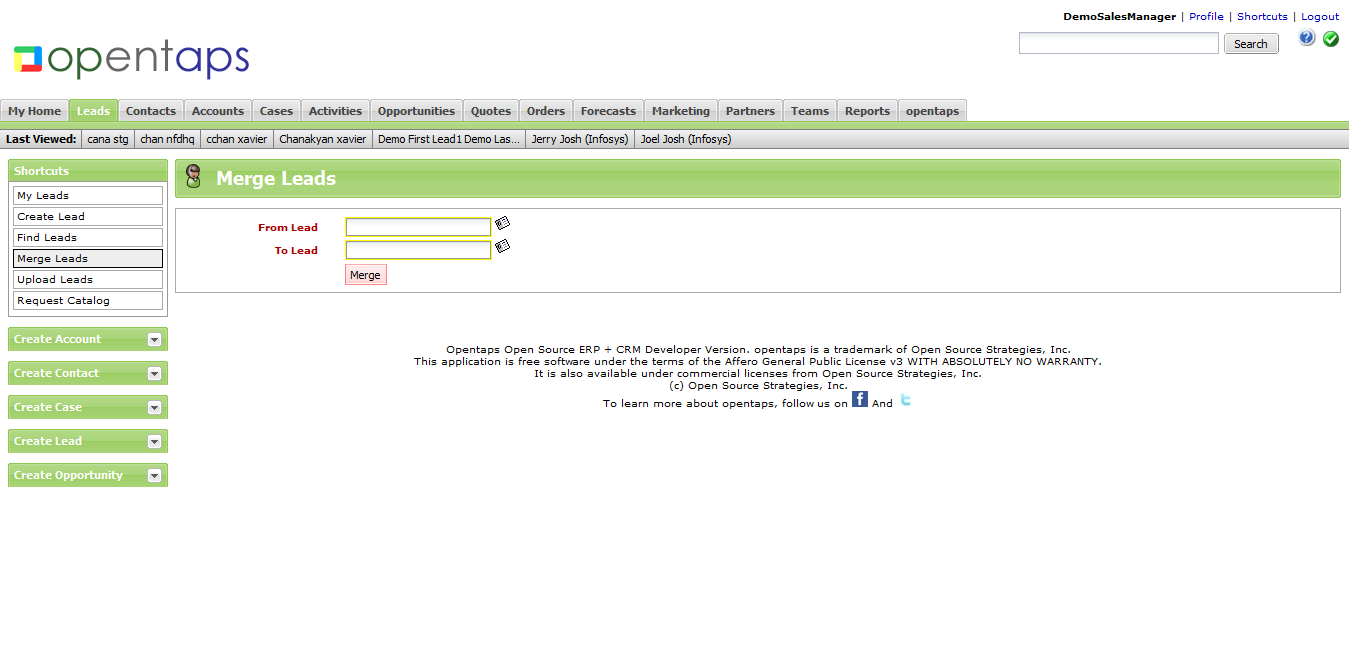 DemoSalesManager | Profile | Shortcuts | Logout
Search
opentaps
My Home Leads Contacts Accounts Cases Activities Opportunities Quotes Orders Forecasts Marketing Partners Teams Reports opentaps
Last Viewed: cana stg chan nfdhq cchan xavier Chanakyan xavier Demo First Lead1 Demo Las... Jerry Josh (Infosys) Joel Josh (Infosys)
Shortcuts
My Leads
Create Lead
Find Leads
Merge Leads
Upload Leads
Request Catalog
Create Account
Create Contact
Create Case
Create Lead
Create Opportunity
Merge Leads
From Lead
To Lead
Merge
Opentaps Open Source ERP + CRM Developer Version. opentaps is a trademark of Open Source Strategies, Inc.
This application is free software under the terms of the Affero General Public License v3 WITH ABSOLUTELY NO WARRANTY.
It is also available under commercial licenses from Open Source Strategies, Inc.
(c) Open Source Strategies, Inc.
To learn more about opentaps, follow us on f And t